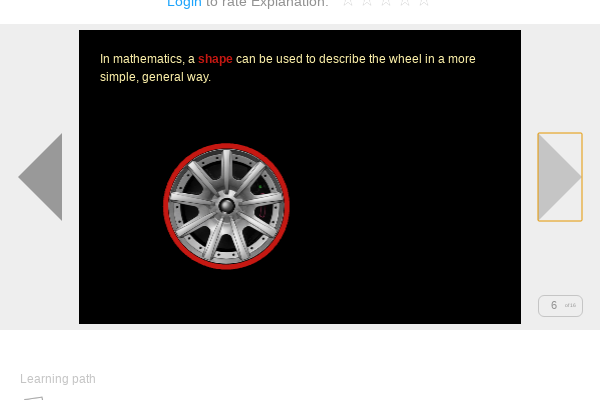 Login to rate Explanation:
In mathematics, a shape can be used to describe the wheel in a more
simple, general way.
6 of 16
Learning path